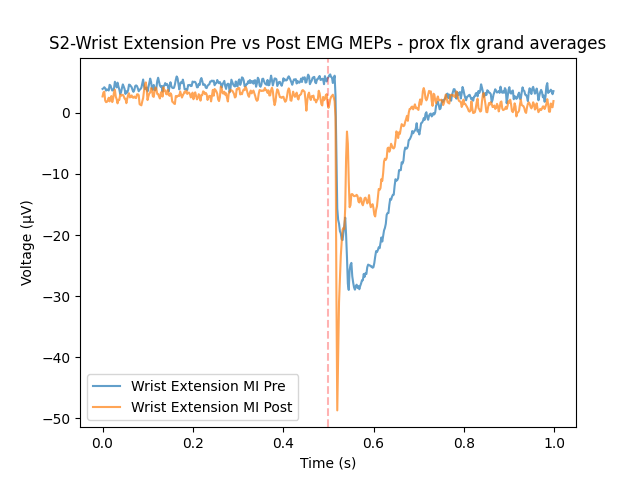 S2-Wrist Extension Pre vs Post EMG MEPs - prox flx grand averages
0
−10
−20
−30
−40
−50
Voltage (μV)
Wrist Extension MI Pre
Wrist Extension MI Post
0.0 0.2 0.4 0.6 0.8 1.0
Time (s)